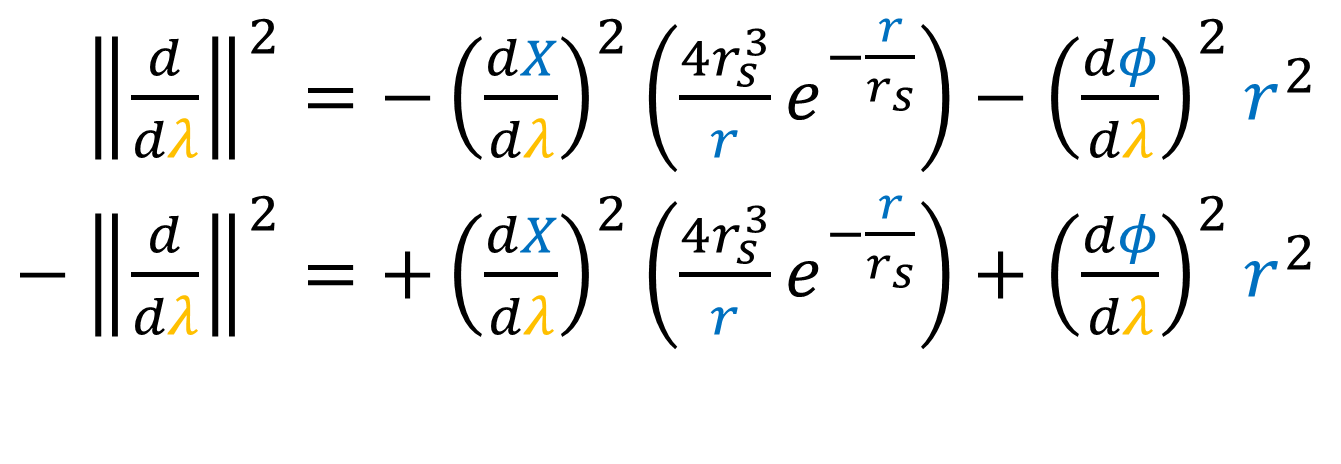 ‖d/dλ‖² = −(dX/dλ)² (4r_s³/r e^(−r/r_s)) − (dϕ/dλ)² r²
−‖d/dλ‖² = +(dX/dλ)² (4r_s³/r e^(−r/r_s)) + (dϕ/dλ)² r²